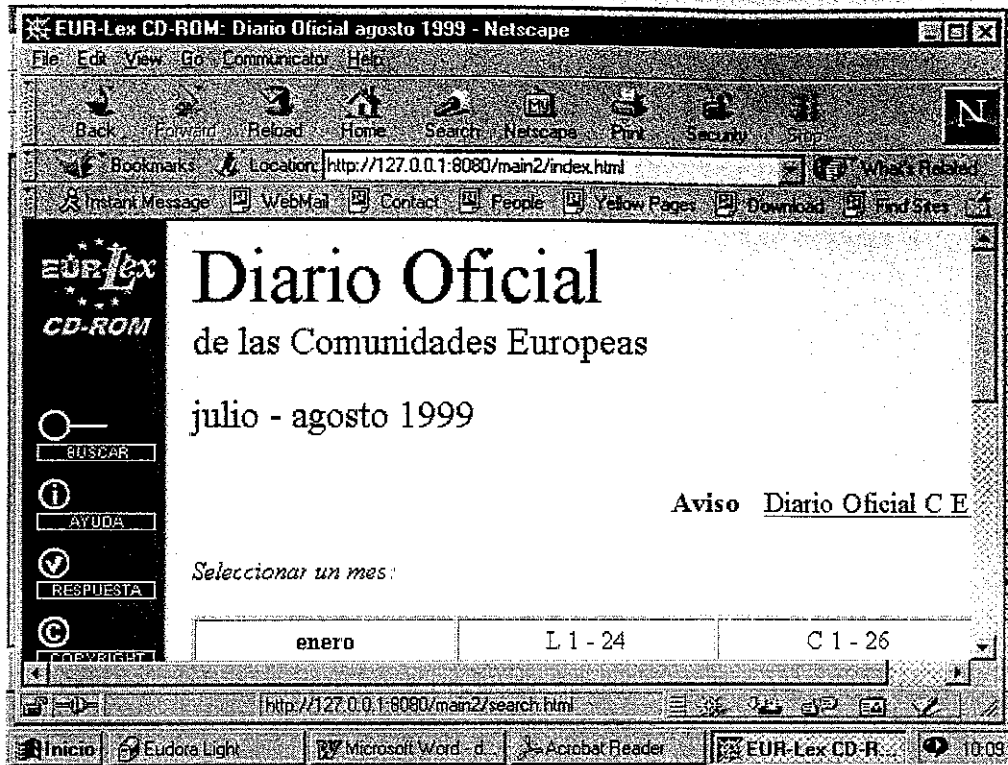 EUR-Lex CD-ROM: Diario Oficial agosto 1999 - Netscape
File Edit View Go Communicator Help
Back Forward Reload Home Search Netscape Print Security Stop
Bookmarks Location: http://127.0.0.1:8080/main2/index.html What's Related
Instant Message WebMail Contact People Yellow Pages Download Find Sites
EUR-Lex
CD-ROM
Diario Oficial
de las Comunidades Europeas
julio - agosto 1999
BUSCAR
Aviso Diario Oficial C E
AYUDA
Seleccionar un mes:
RESPUESTA
enero L 1 - 24 C 1 - 26
COPYRIGHT
http://127.0.0.1:8080/main2/search.html
Inicio Eudora Light Microsoft Word - d... Acrobat Reader EUR-Lex CD-R... 10:09